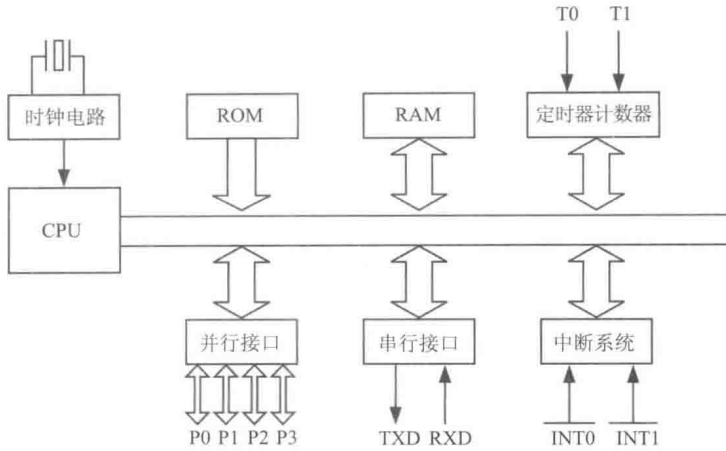 T0 T1
时钟电路 ROM RAM 定时器计数器
CPU
并行接口 串行接口 中断系统
P0 P1 P2 P3 TXD RXD INT0 INT1